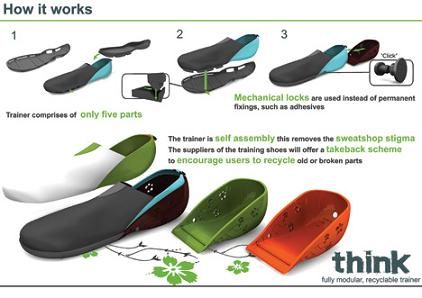 How it works
1
2
3
'Click'
Trainer comprises of only five parts
Mechanical locks are used instead of permanent
fixings, such as adhesives
The trainer is self assembly this removes the sweatshop stigma
The suppliers of the training shoes will offer a takeback scheme
to encourage users to recycle old or broken parts
think
fully modular, recyclable trainer